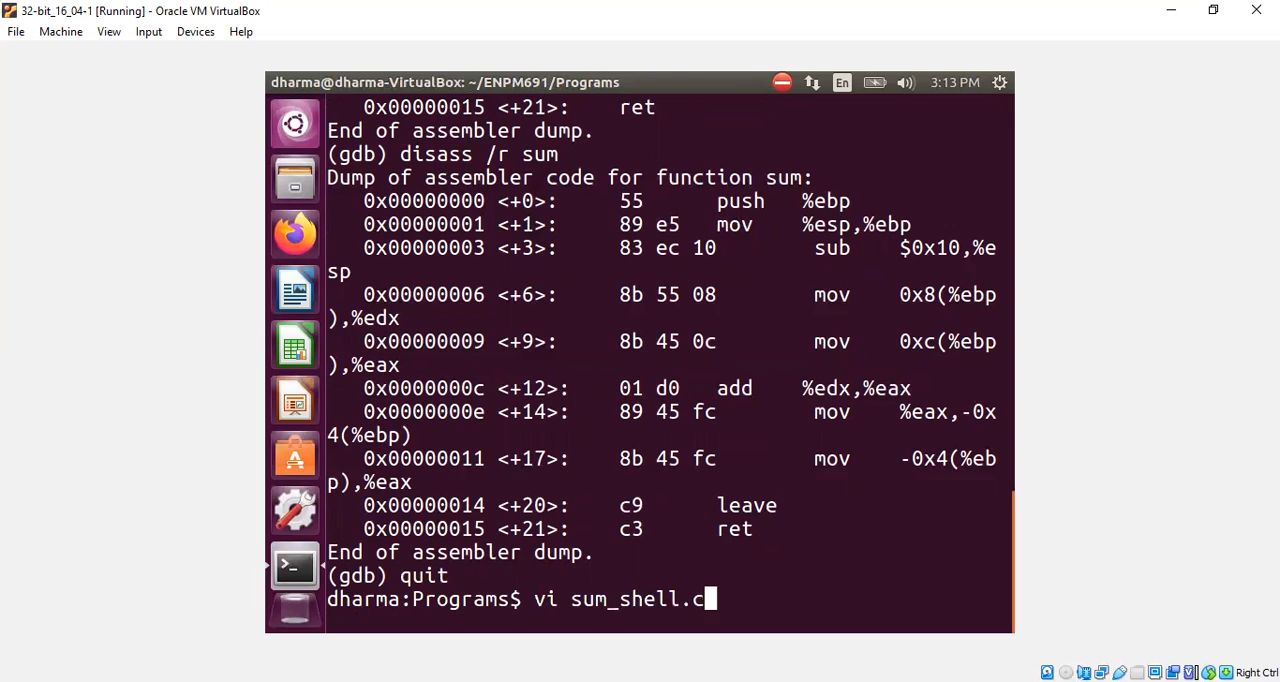 32-bit_16_04-1 [Running] - Oracle VM VirtualBox
File Machine View Input Devices Help
dharma@dharma-VirtualBox: ~/ENPM691/Programs En 3:13 PM
0x00000015 <+21>: ret
End of assembler dump.
(gdb) disass /r sum
Dump of assembler code for function sum:
0x00000000 <+0>: 55 push %ebp
0x00000001 <+1>: 89 e5 mov %esp,%ebp
0x00000003 <+3>: 83 ec 10 sub $0x10,%e
sp
0x00000006 <+6>: 8b 55 08 mov 0x8(%ebp
),%edx
0x00000009 <+9>: 8b 45 0c mov 0xc(%ebp
),%eax
0x0000000c <+12>: 01 d0 add %edx,%eax
0x0000000e <+14>: 89 45 fc mov %eax,-0x
4(%ebp)
0x00000011 <+17>: 8b 45 fc mov -0x4(%eb
p),%eax
0x00000014 <+20>: c9 leave
0x00000015 <+21>: c3 ret
End of assembler dump.
(gdb) quit
dharma:Programs$ vi sum_shell.c
Right Ctrl